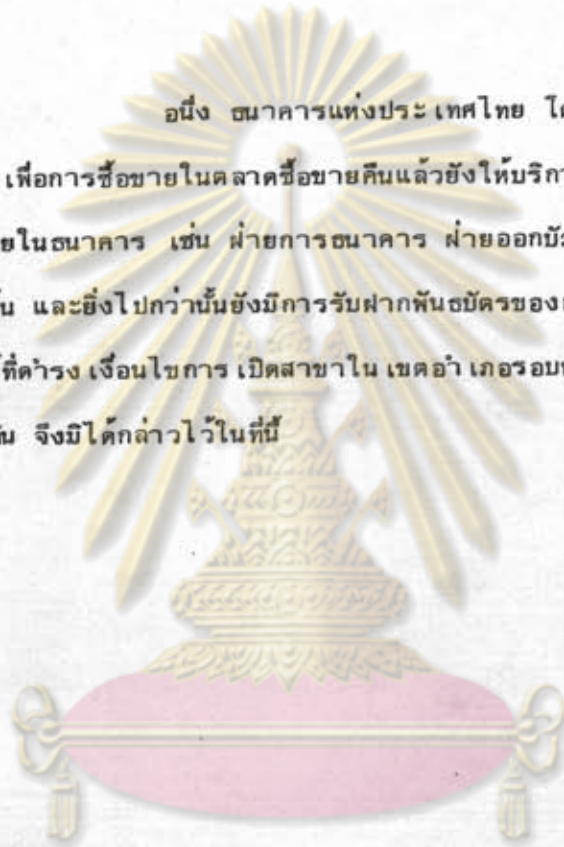 อนึ่ง ธนาคารแห่งประเทศไทย โด
เพื่อการซื้อขายในตลาดซื้อขายคืนแล้วยังให้บริกา
ยในธนาคาร เช่น ฝ่ายการธนาคาร ฝ่ายออกบั
น และยิ่งไปกว่านั้นยังมีการรับฝากพันธบัตรของ
ที่ดำรงเงื่อนไขการเปิดสาขาในเขตอำเภอรอบ
น จึงมิได้กล่าวไว้ในที่นี้